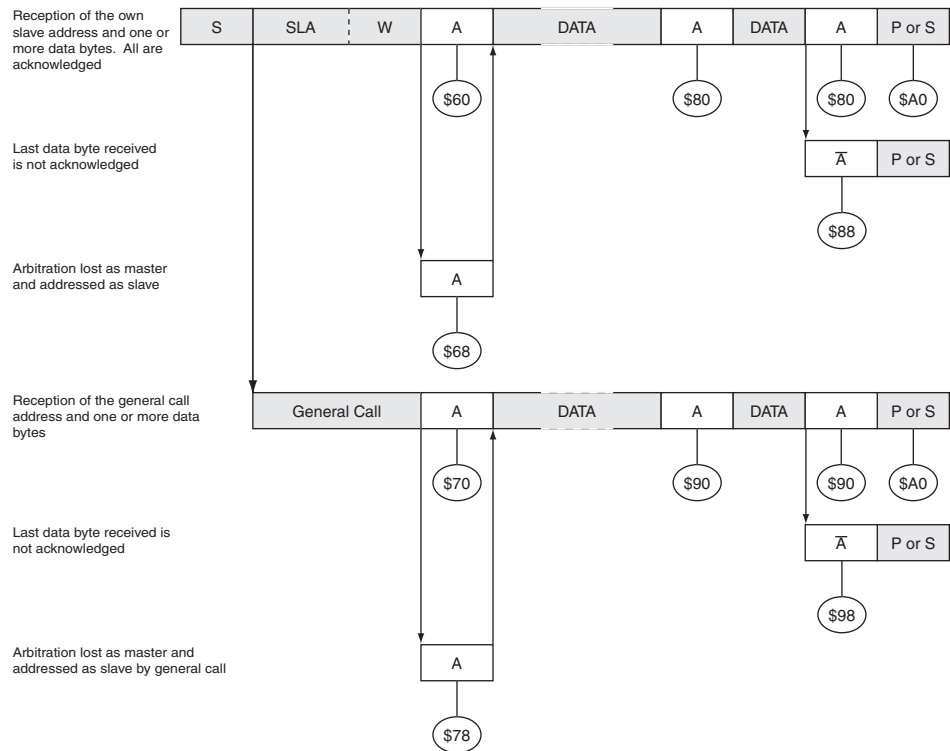 Reception of the own
slave address and one or
more data bytes. All are
acknowledged
S SLA W A DATA A DATA A P or S
$60 $80 $80 $A0
Last data byte received
is not acknowledged
A̅ P or S
$88
Arbitration lost as master
and addressed as slave
A
$68
Reception of the general call
address and one or more data
bytes
General Call A DATA A DATA A P or S
$70 $90 $90 $A0
Last data byte received is
not acknowledged
A̅ P or S
$98
Arbitration lost as master and
addressed as slave by general call
A
$78